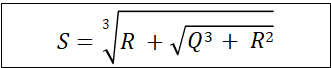 S = ∛(R + √(Q³ + R²))